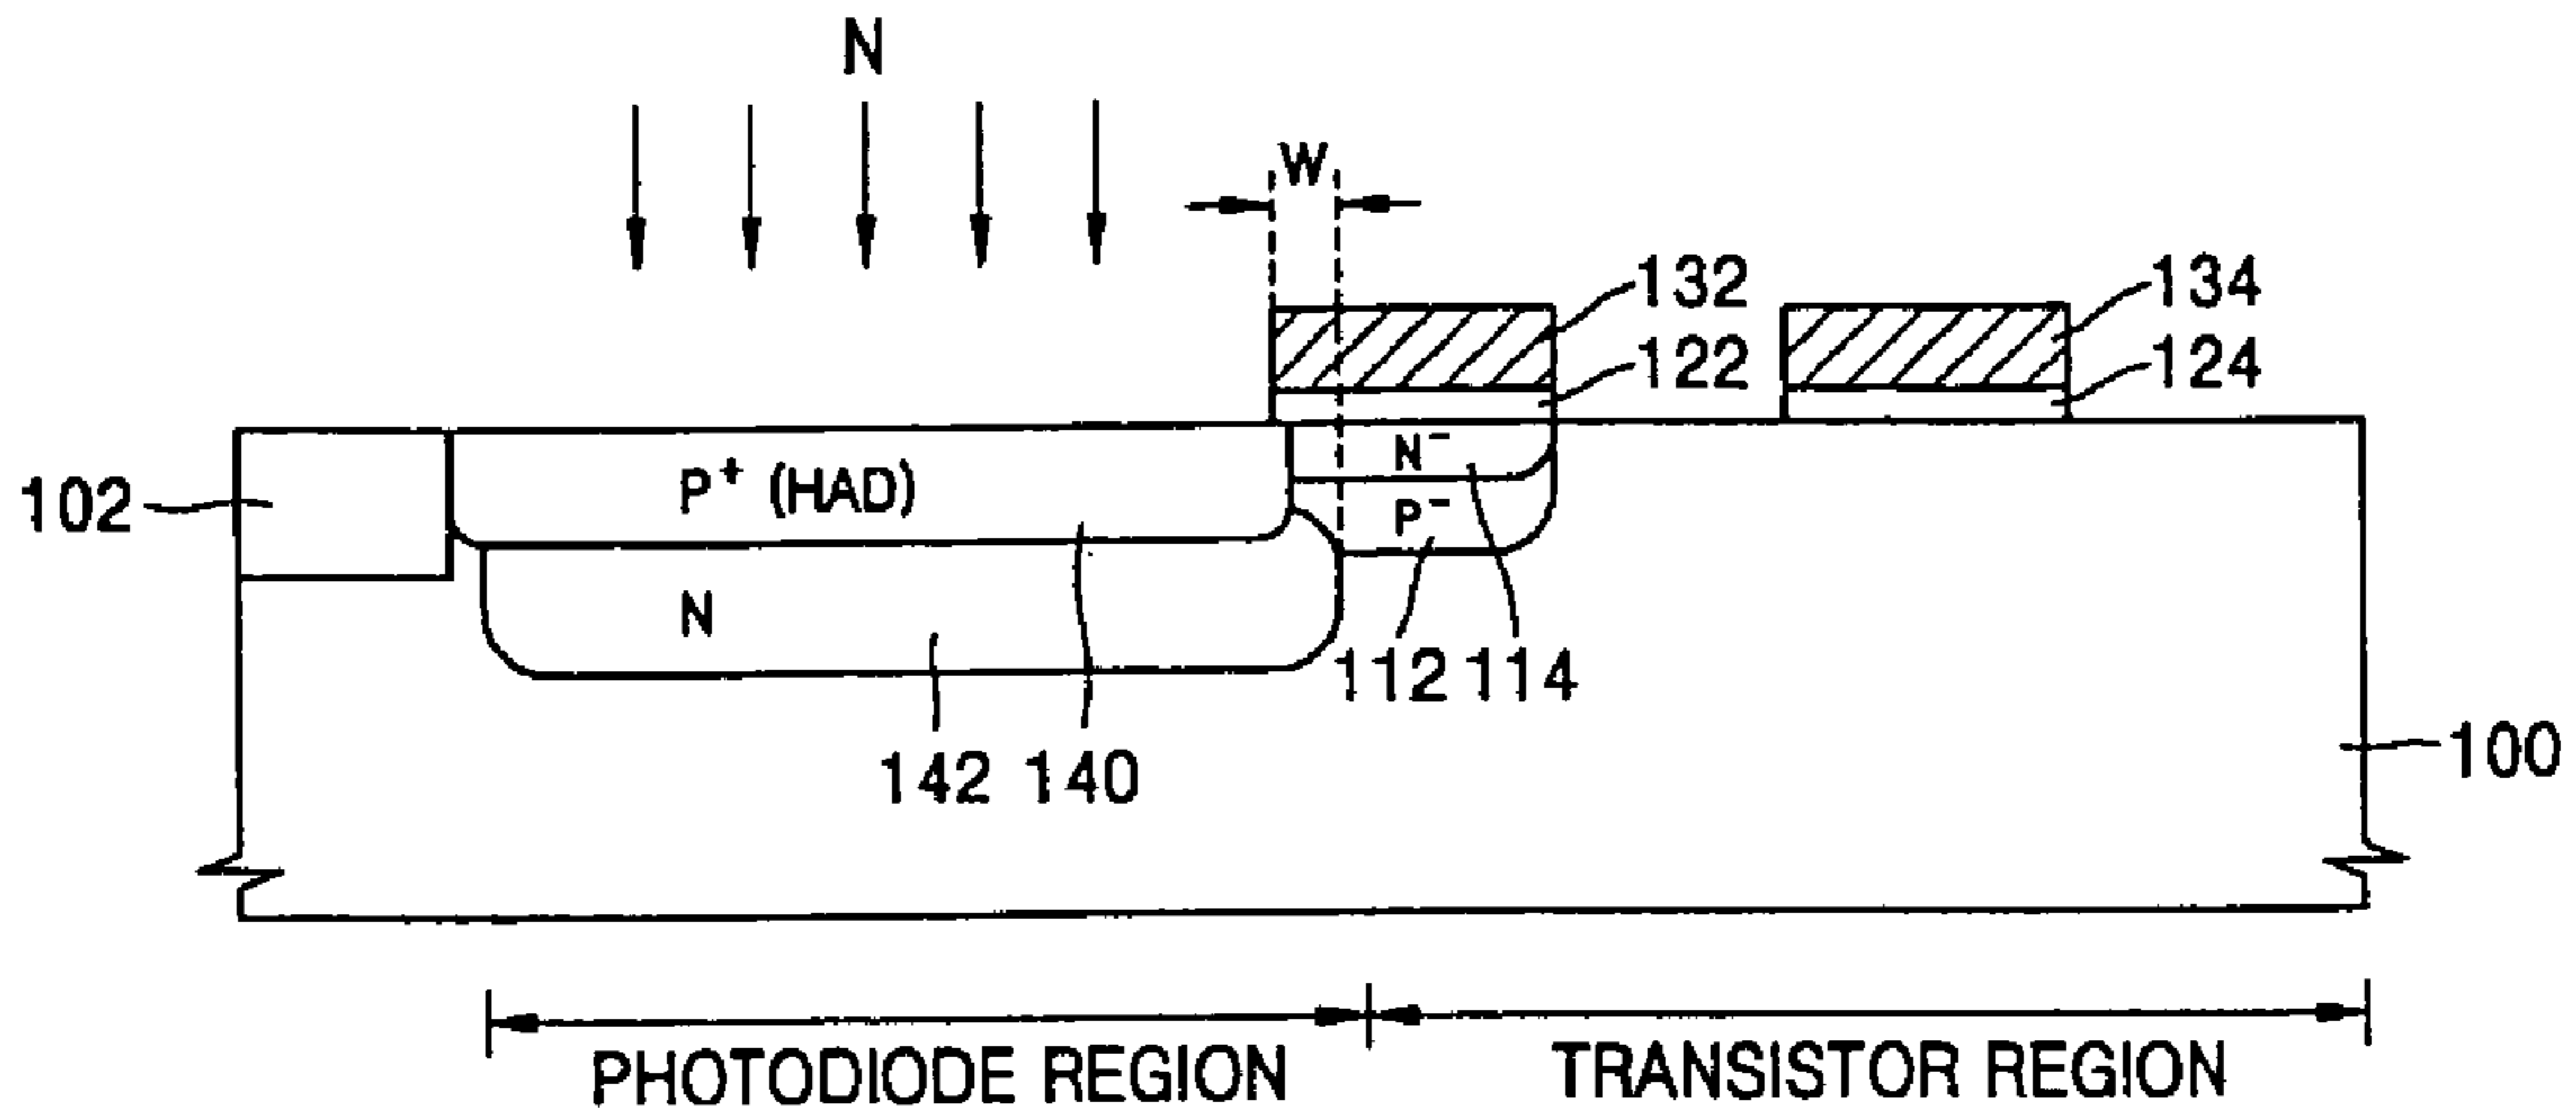 N
W
132
134
122
124
N⁻
P⁺ (HAD)
102
P⁻
N
112 114
142 140
100
PHOTODIODE REGION
TRANSISTOR REGION